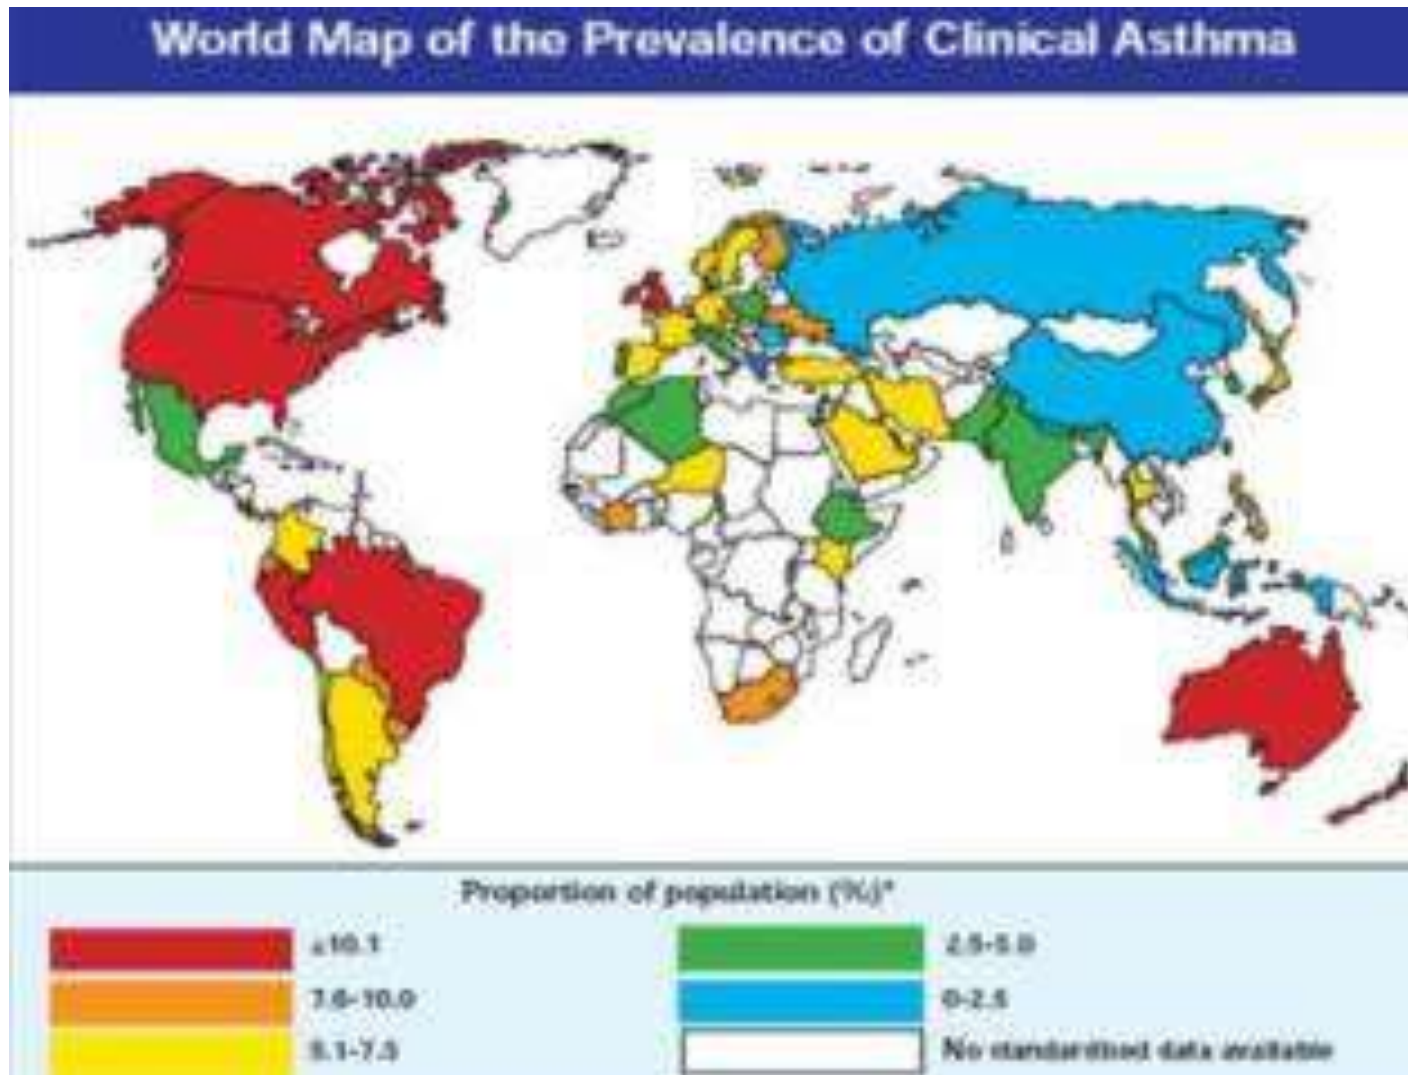 World Map of the Prevalence of Clinical Asthma
Proportion of population (%)*
≥10.1
7.6-10.0
5.1-7.5
2.5-5.0
0-2.5
No standardised data available